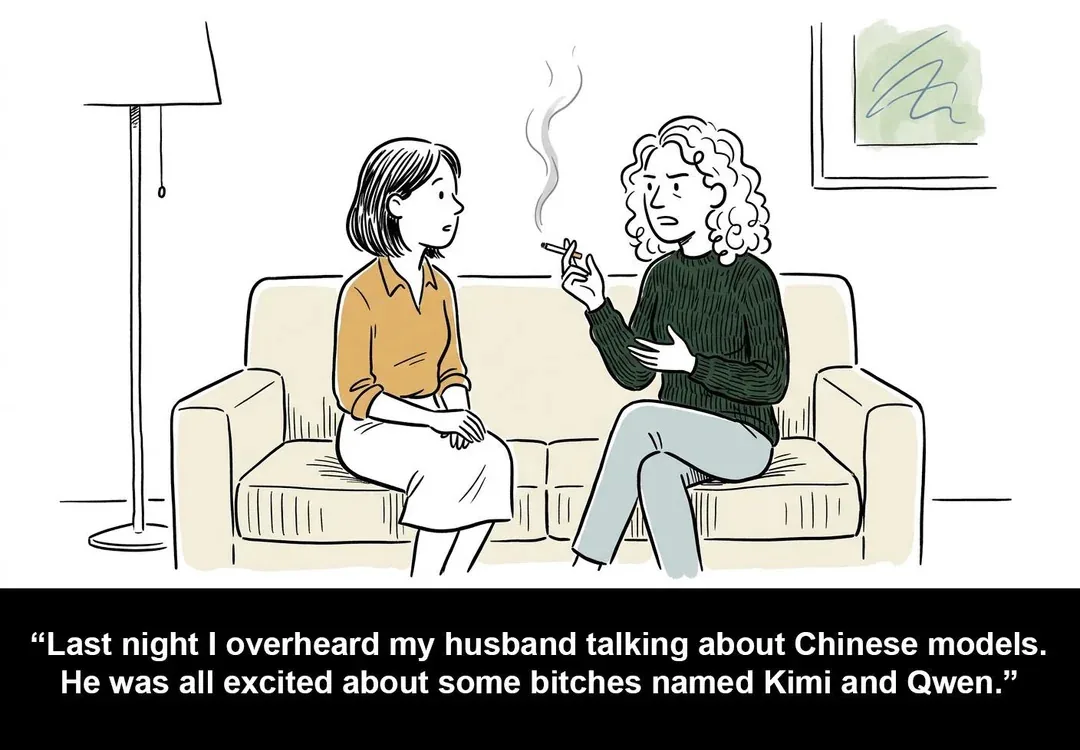 “Last night I overheard my husband talking about Chinese models.
He was all excited about some bitches named Kimi and Qwen.”